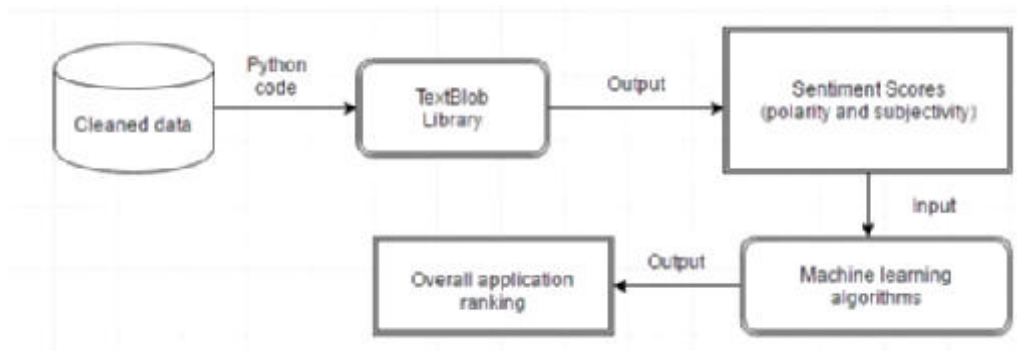 Cleaned data
Python
code
TextBlob
Library
Output
Sentiment Scores
(polarity and subjectivity)
Input
Machine learning
algorithms
Output
Overall application
ranking